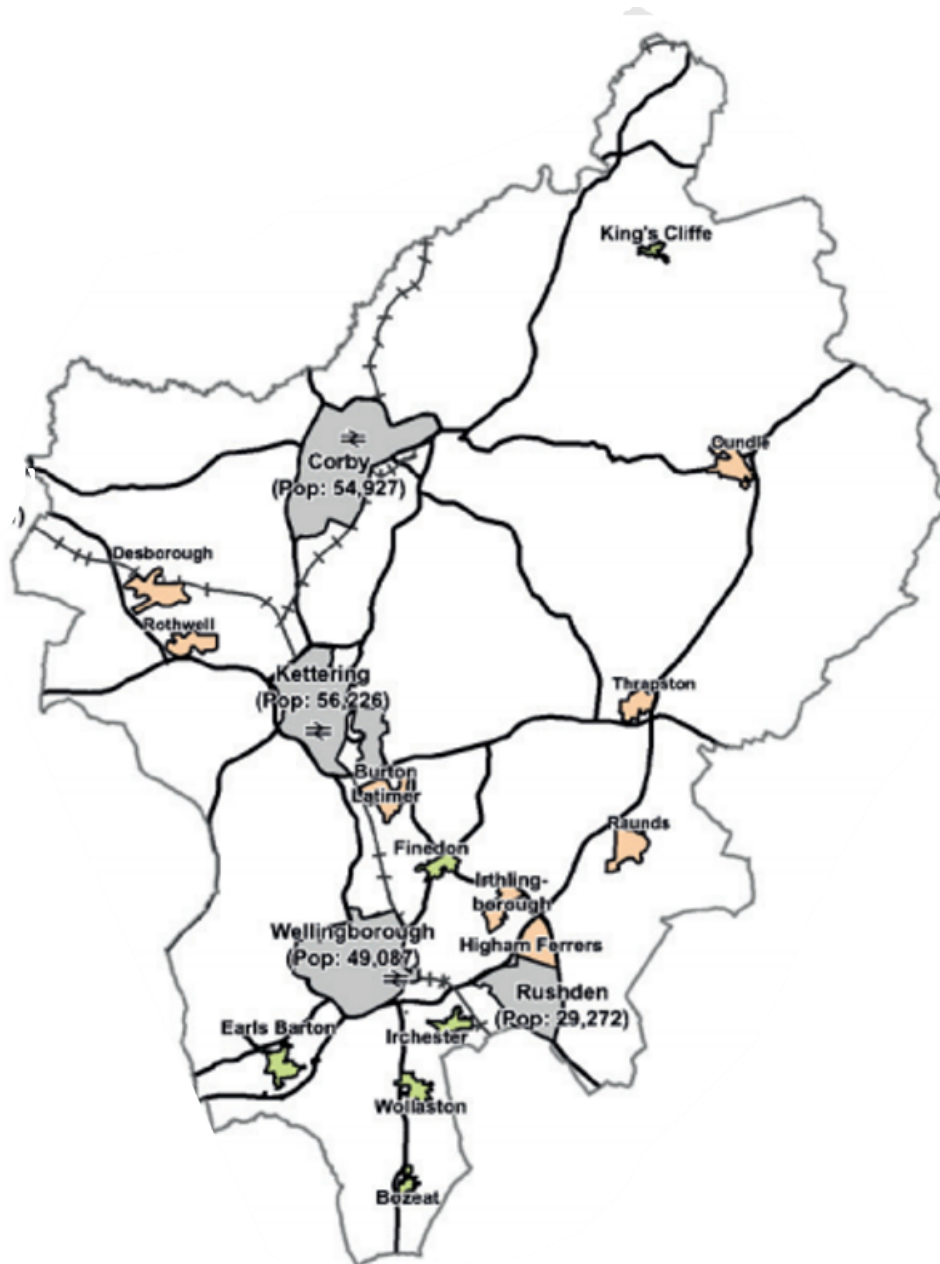 King's Cliffe
Oundle
Corby
(Pop: 54,927)
)
Desborough
Rothwell
Kettering
(Pop: 56,226)
Thrapston
Burton
Latimer
Raunds
Finedon
Irthling-
borough
Wellingborough
(Pop: 49,087)
Higham Ferrers
Rushden
(Pop: 29,272)
Earls Barton
Irchester
Wollaston
Bozeat